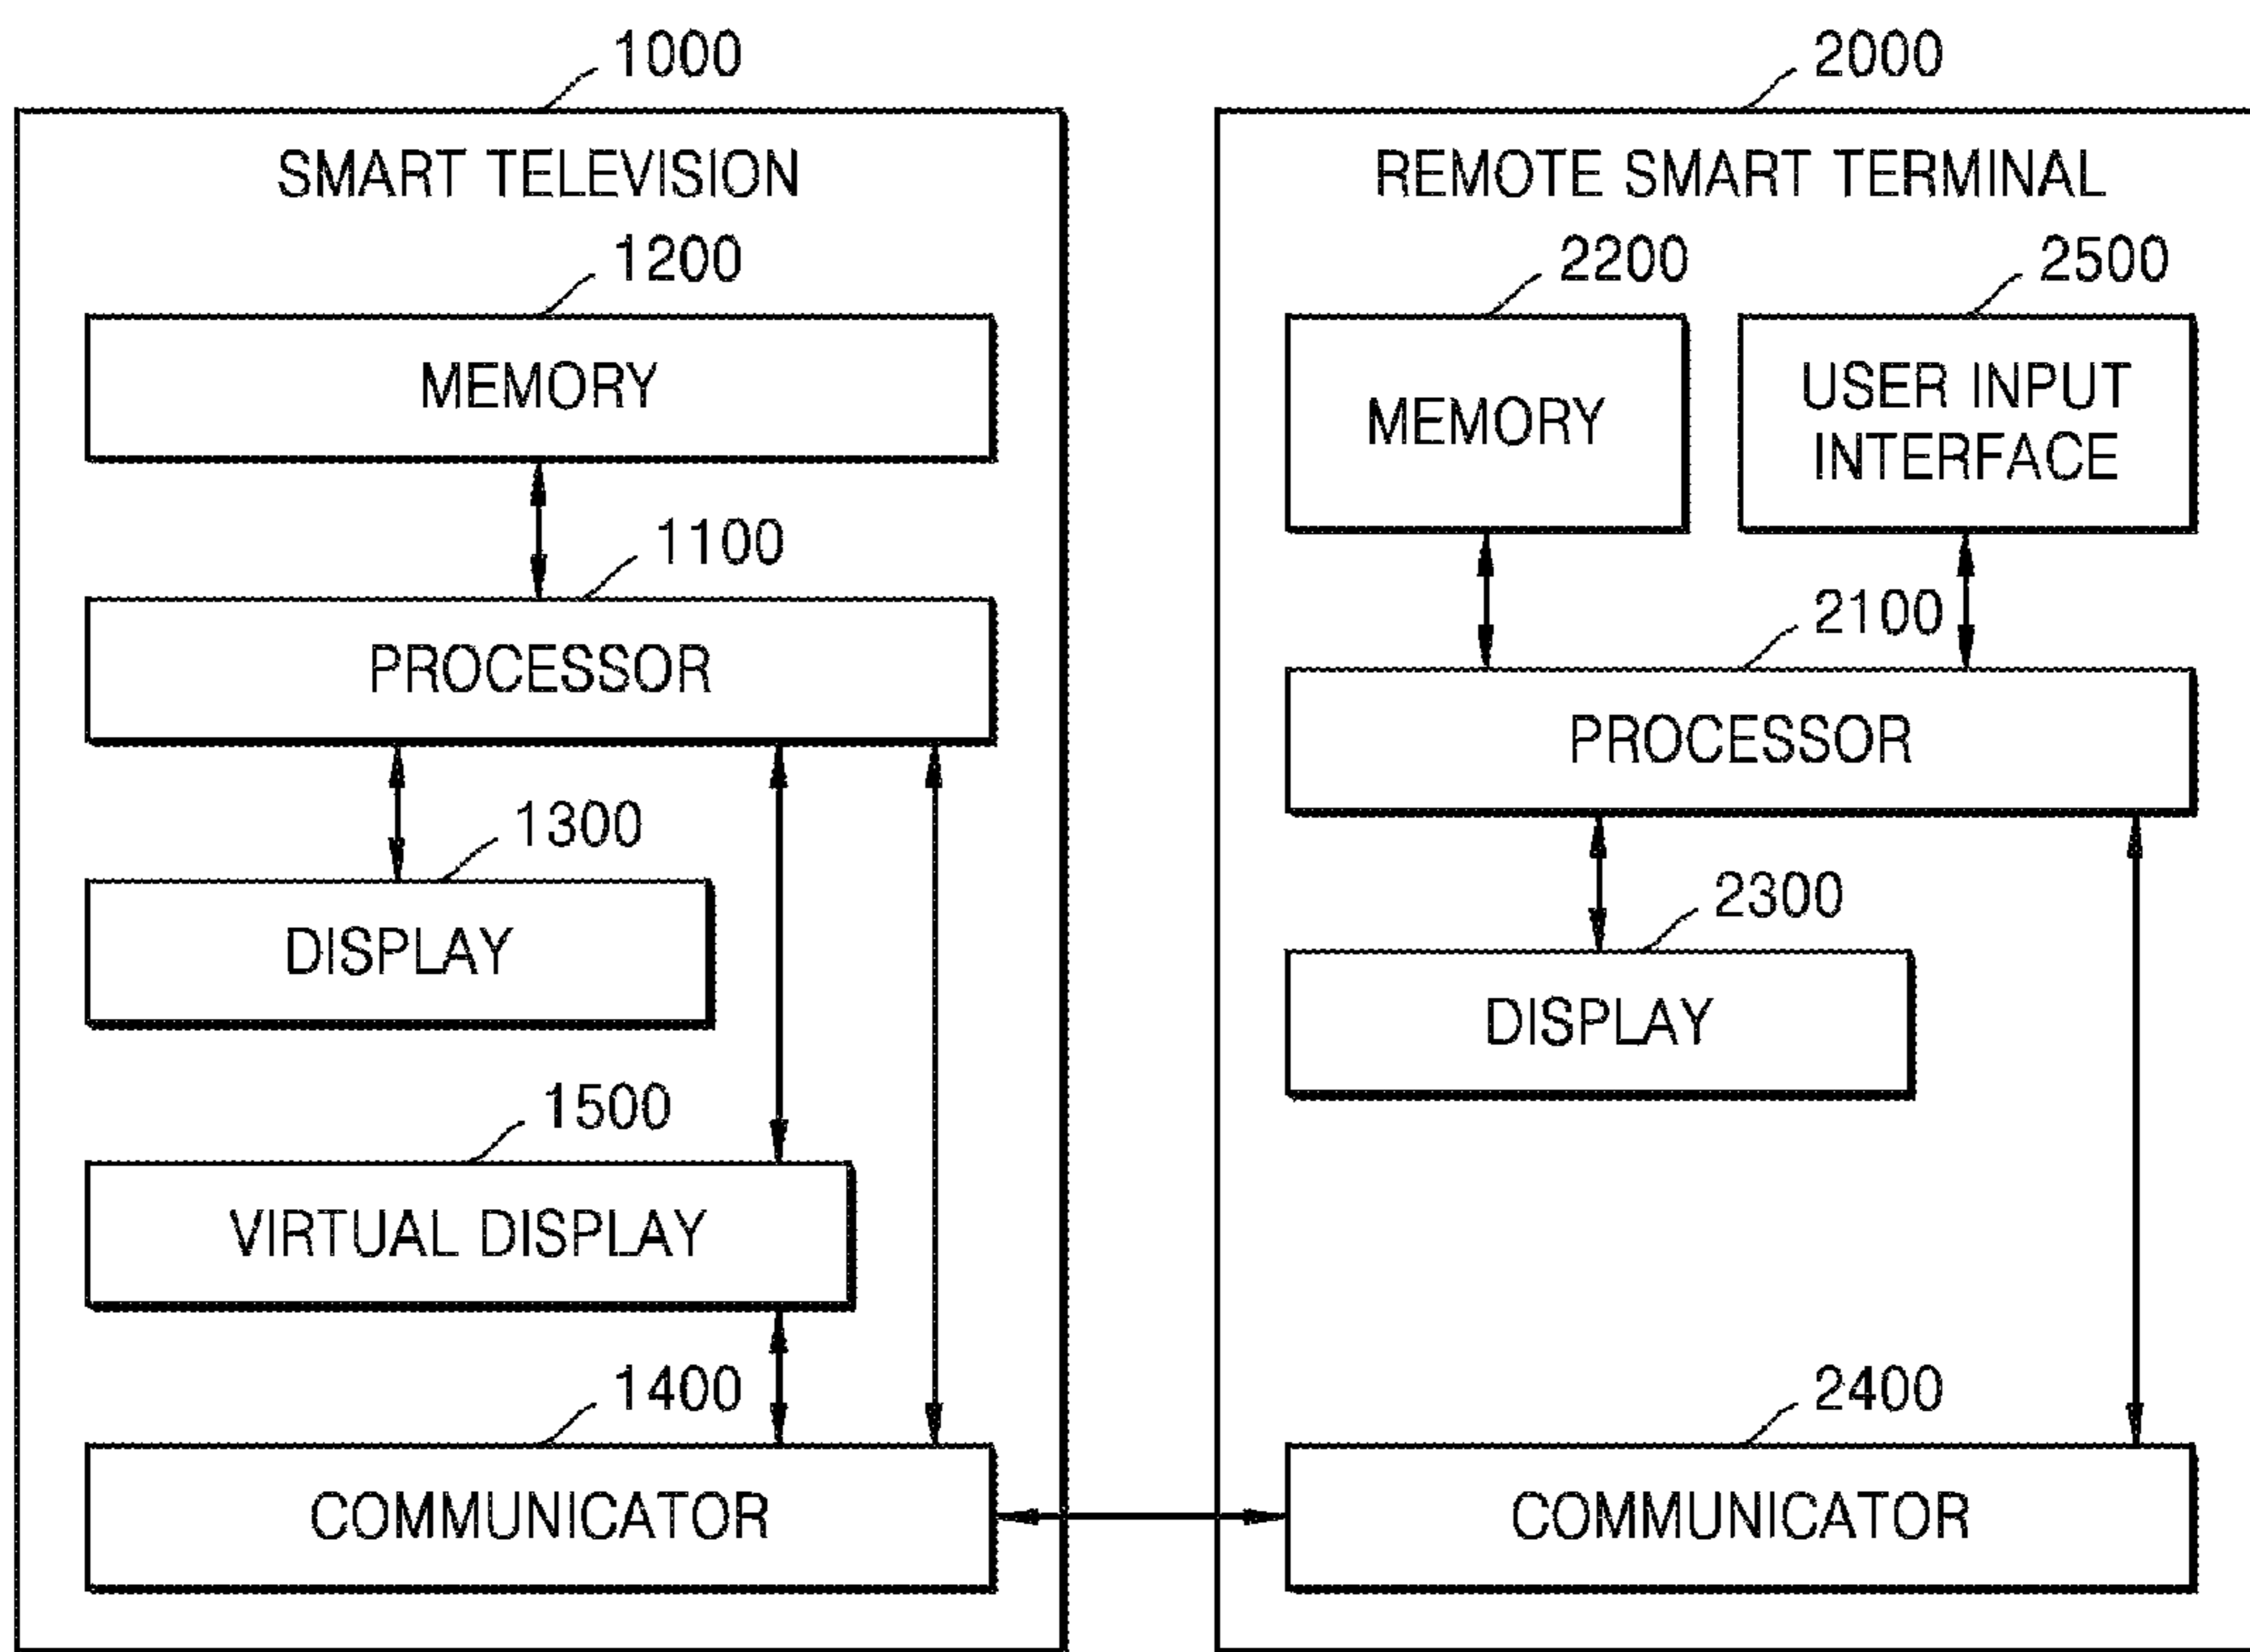 1000
SMART TELEVISION
1200
MEMORY
1100
PROCESSOR
1300
DISPLAY
1500
VIRTUAL DISPLAY
1400
COMMUNICATOR
2000
REMOTE SMART TERMINAL
2200
MEMORY
2500
USER INPUT
INTERFACE
2100
PROCESSOR
2300
DISPLAY
2400
COMMUNICATOR